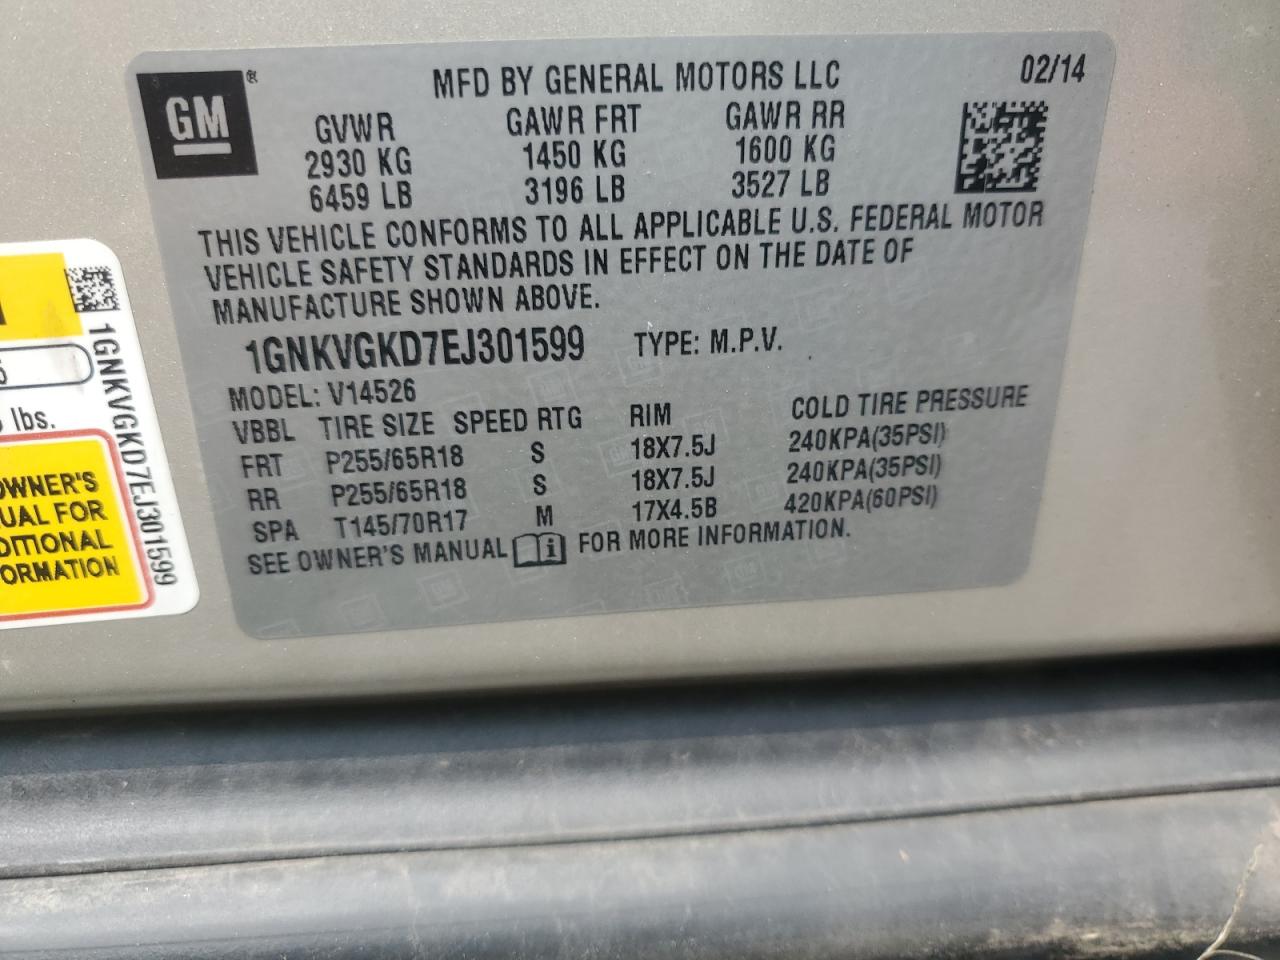 GM ®
MFD BY GENERAL MOTORS LLC 02/14
GVWR GAWR FRT GAWR RR
2930 KG 1450 KG 1600 KG
6459 LB 3196 LB 3527 LB
THIS VEHICLE CONFORMS TO ALL APPLICABLE U.S. FEDERAL MOTOR
VEHICLE SAFETY STANDARDS IN EFFECT ON THE DATE OF
MANUFACTURE SHOWN ABOVE.
1GNKVGKD7EJ301599 TYPE: M.P.V.
MODEL: V14526
VBBL TIRE SIZE SPEED RTG RIM COLD TIRE PRESSURE
FRT P255/65R18 S 18X7.5J 240KPA(35PSI)
RR P255/65R18 S 18X7.5J 240KPA(35PSI)
SPA T145/70R17 M 17X4.5B 420KPA(60PSI)
SEE OWNER'S MANUAL i FOR MORE INFORMATION.
1GNKVGKD7EJ301599
lbs.
OWNER'S
UAL FOR
DITIONAL
ORMATION